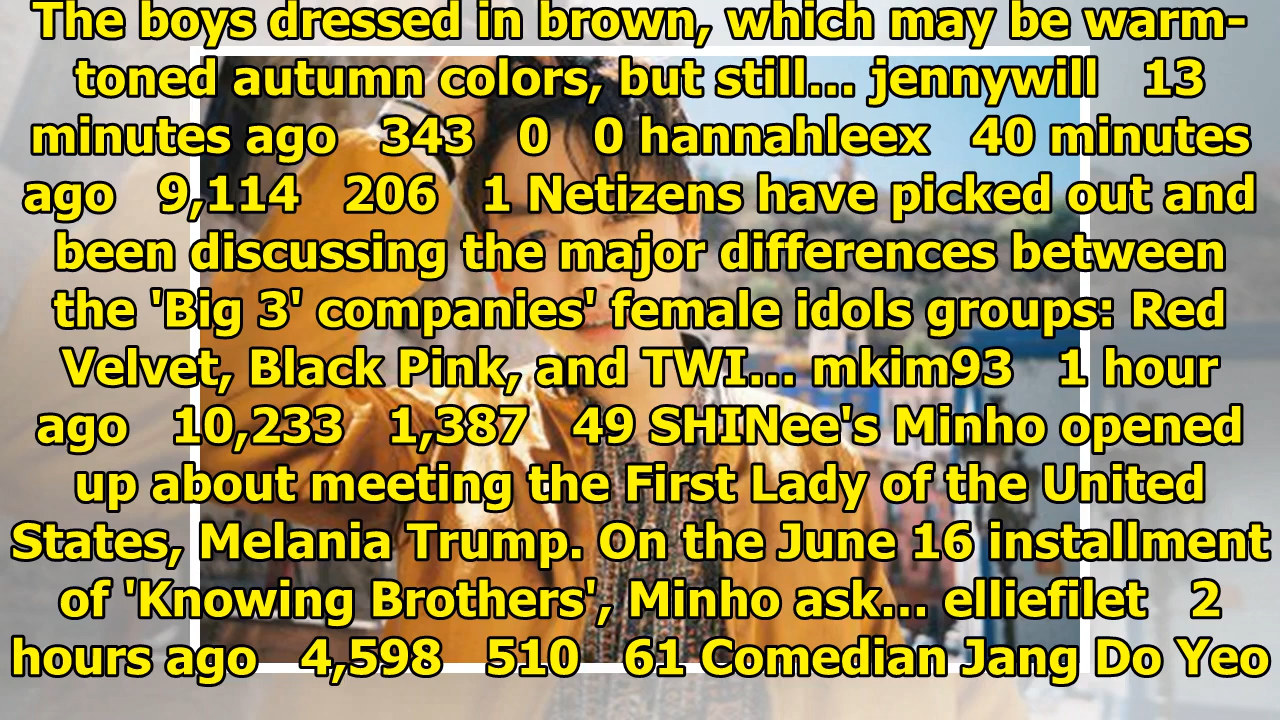 The boys dressed in brown, which may be warm-
toned autumn colors, but still... jennywill 13
minutes ago 343 0 0 hannahleex 40 minutes
ago 9,114 206 1 Netizens have picked out and
been discussing the major differences between
the 'Big 3' companies' female idols groups: Red
Velvet, Black Pink, and TWI... mkim93 1 hour
ago 10,233 1,387 49 SHINee's Minho opened
up about meeting the First Lady of the United
States, Melania Trump. On the June 16 installment
of 'Knowing Brothers', Minho ask... elliefilet 2
hours ago 4,598 510 61 Comedian Jang Do Yeo